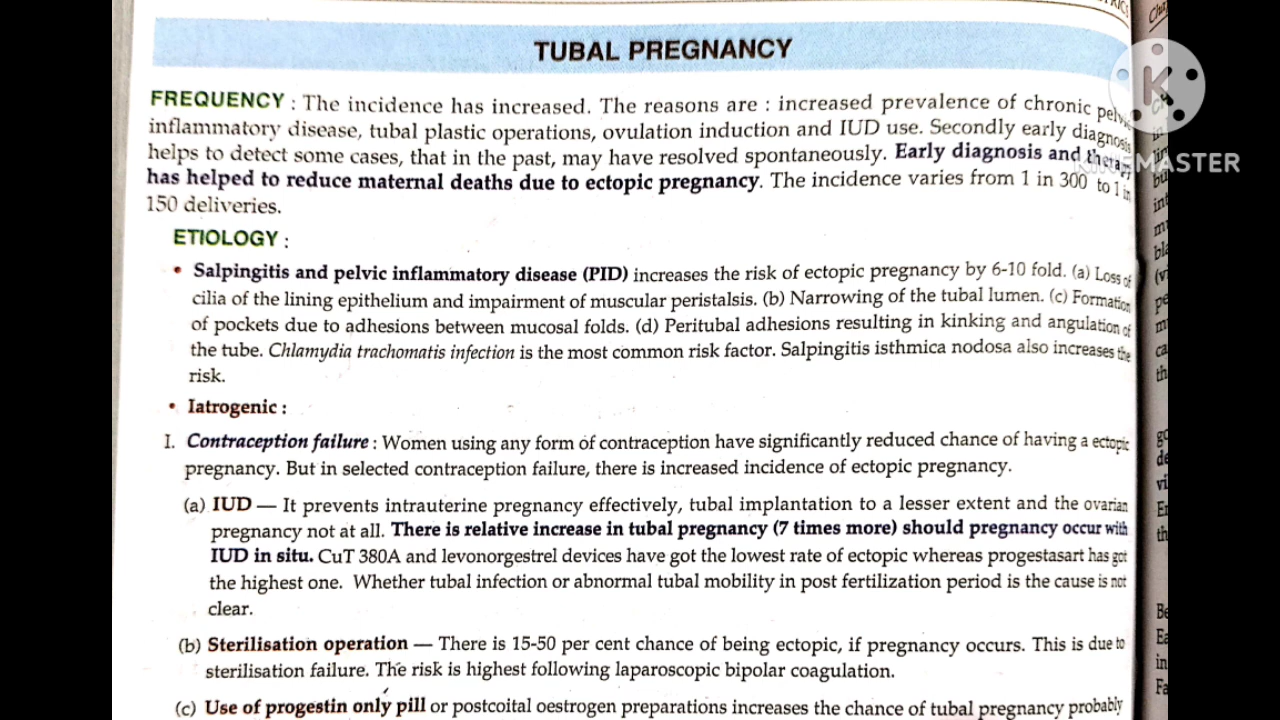 TUBAL PREGNANCY
FREQUENCY : The incidence has increased. The reasons are : increased prevalence of chronic
inflammatory disease, tubal plastic operations, ovulation induction and IUD use. Secondly early diagnosis
helps to detect some cases, that in the past, may have resolved spontaneously. Early diagnosis and
has helped to reduce maternal deaths due to ectopic pregnancy. The incidence varies from 1 in 300 to 1 in
150 deliveries.
ETIOLOGY :
• Salpingitis and pelvic inflammatory disease (PID) increases the risk of ectopic pregnancy by 6-10 fold. (a) Loss of
cilia of the lining epithelium and impairment of muscular peristalsis. (b) Narrowing of the tubal lumen. (c) Formation
of pockets due to adhesions between mucosal folds. (d) Peritubal adhesions resulting in kinking and angulation of
the tube. Chlamydia trachomatis infection is the most common risk factor. Salpingitis isthmica nodosa also increases the
risk.
• Iatrogenic :
I. Contraception failure : Women using any form of contraception have significantly reduced chance of having a ectopic
pregnancy. But in selected contraception failure, there is increased incidence of ectopic pregnancy.
(a) IUD — It prevents intrauterine pregnancy effectively, tubal implantation to a lesser extent and the ovarian
pregnancy not at all. There is relative increase in tubal pregnancy (7 times more) should pregnancy occur with
IUD in situ. CuT 380A and levonorgestrel devices have got the lowest rate of ectopic whereas progestasart has got
the highest one. Whether tubal infection or abnormal tubal mobility in post fertilization period is the cause is not
clear.
(b) Sterilisation operation — There is 15-50 per cent chance of being ectopic, if pregnancy occurs. This is due to
sterilisation failure. The risk is highest following laparoscopic bipolar coagulation.
(c) Use of progestin only pill or postcoital oestrogen preparations increases the chance of tubal pregnancy probably
K
KINEMASTER